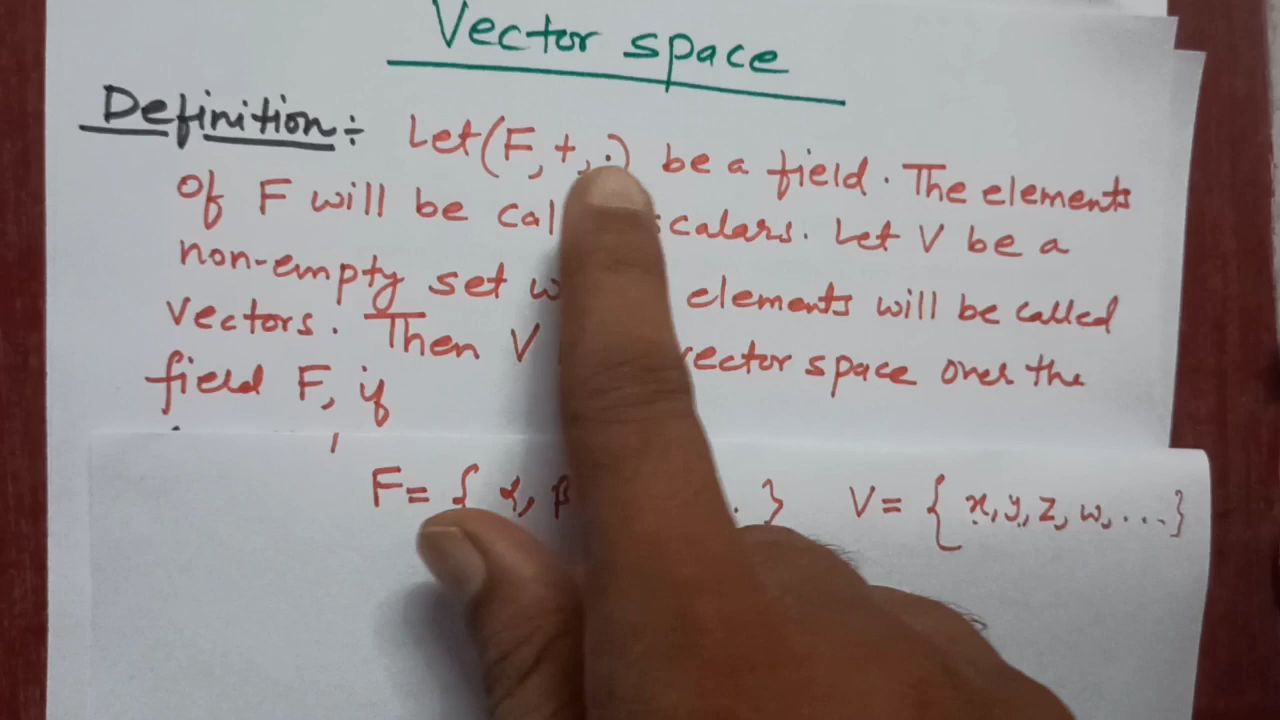 Vector space
Definition:- Let (F, +, .) be a field. The elements
of F will be cal scalars. Let V be a
non-empty set w elements will be called
vectors. Then V vector space over the
field F, if
F = { α, β . } V = { x, y, z, w, ... }